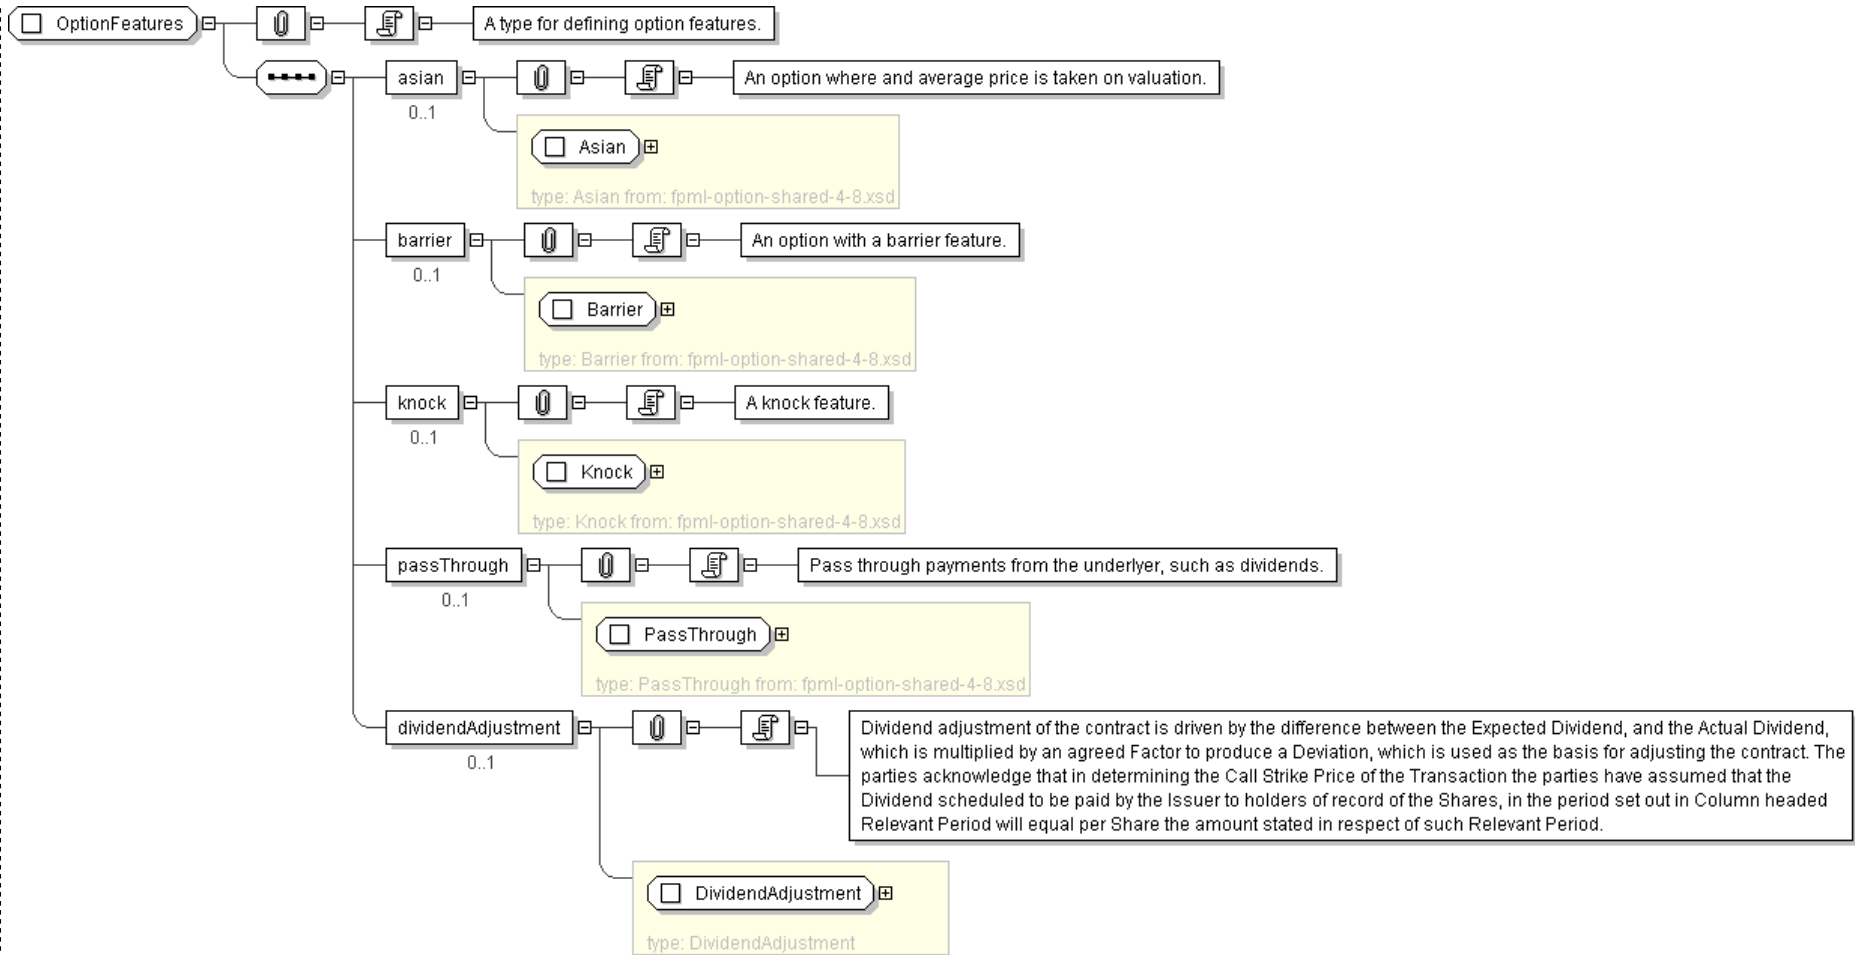 OptionFeatures
A type for defining option features.
asian
An option where and average price is taken on valuation.
0..1
Asian
type: Asian from: fpml-option-shared-4-8.xsd
barrier
An option with a barrier feature.
0..1
Barrier
type: Barrier from: fpml-option-shared-4-8.xsd
knock
A knock feature.
0..1
Knock
type: Knock from: fpml-option-shared-4-8.xsd
passThrough
Pass through payments from the underlyer, such as dividends.
0..1
PassThrough
type: PassThrough from: fpml-option-shared-4-8.xsd
dividendAdjustment
0..1
Dividend adjustment of the contract is driven by the difference between the Expected Dividend, and the Actual Dividend,
which is multiplied by an agreed Factor to produce a Deviation, which is used as the basis for adjusting the contract. The
parties acknowledge that in determining the Call Strike Price of the Transaction the parties have assumed that the
Dividend scheduled to be paid by the Issuer to holders of record of the Shares, in the period set out in Column headed
Relevant Period will equal per Share the amount stated in respect of such Relevant Period.
DividendAdjustment
type: DividendAdjustment